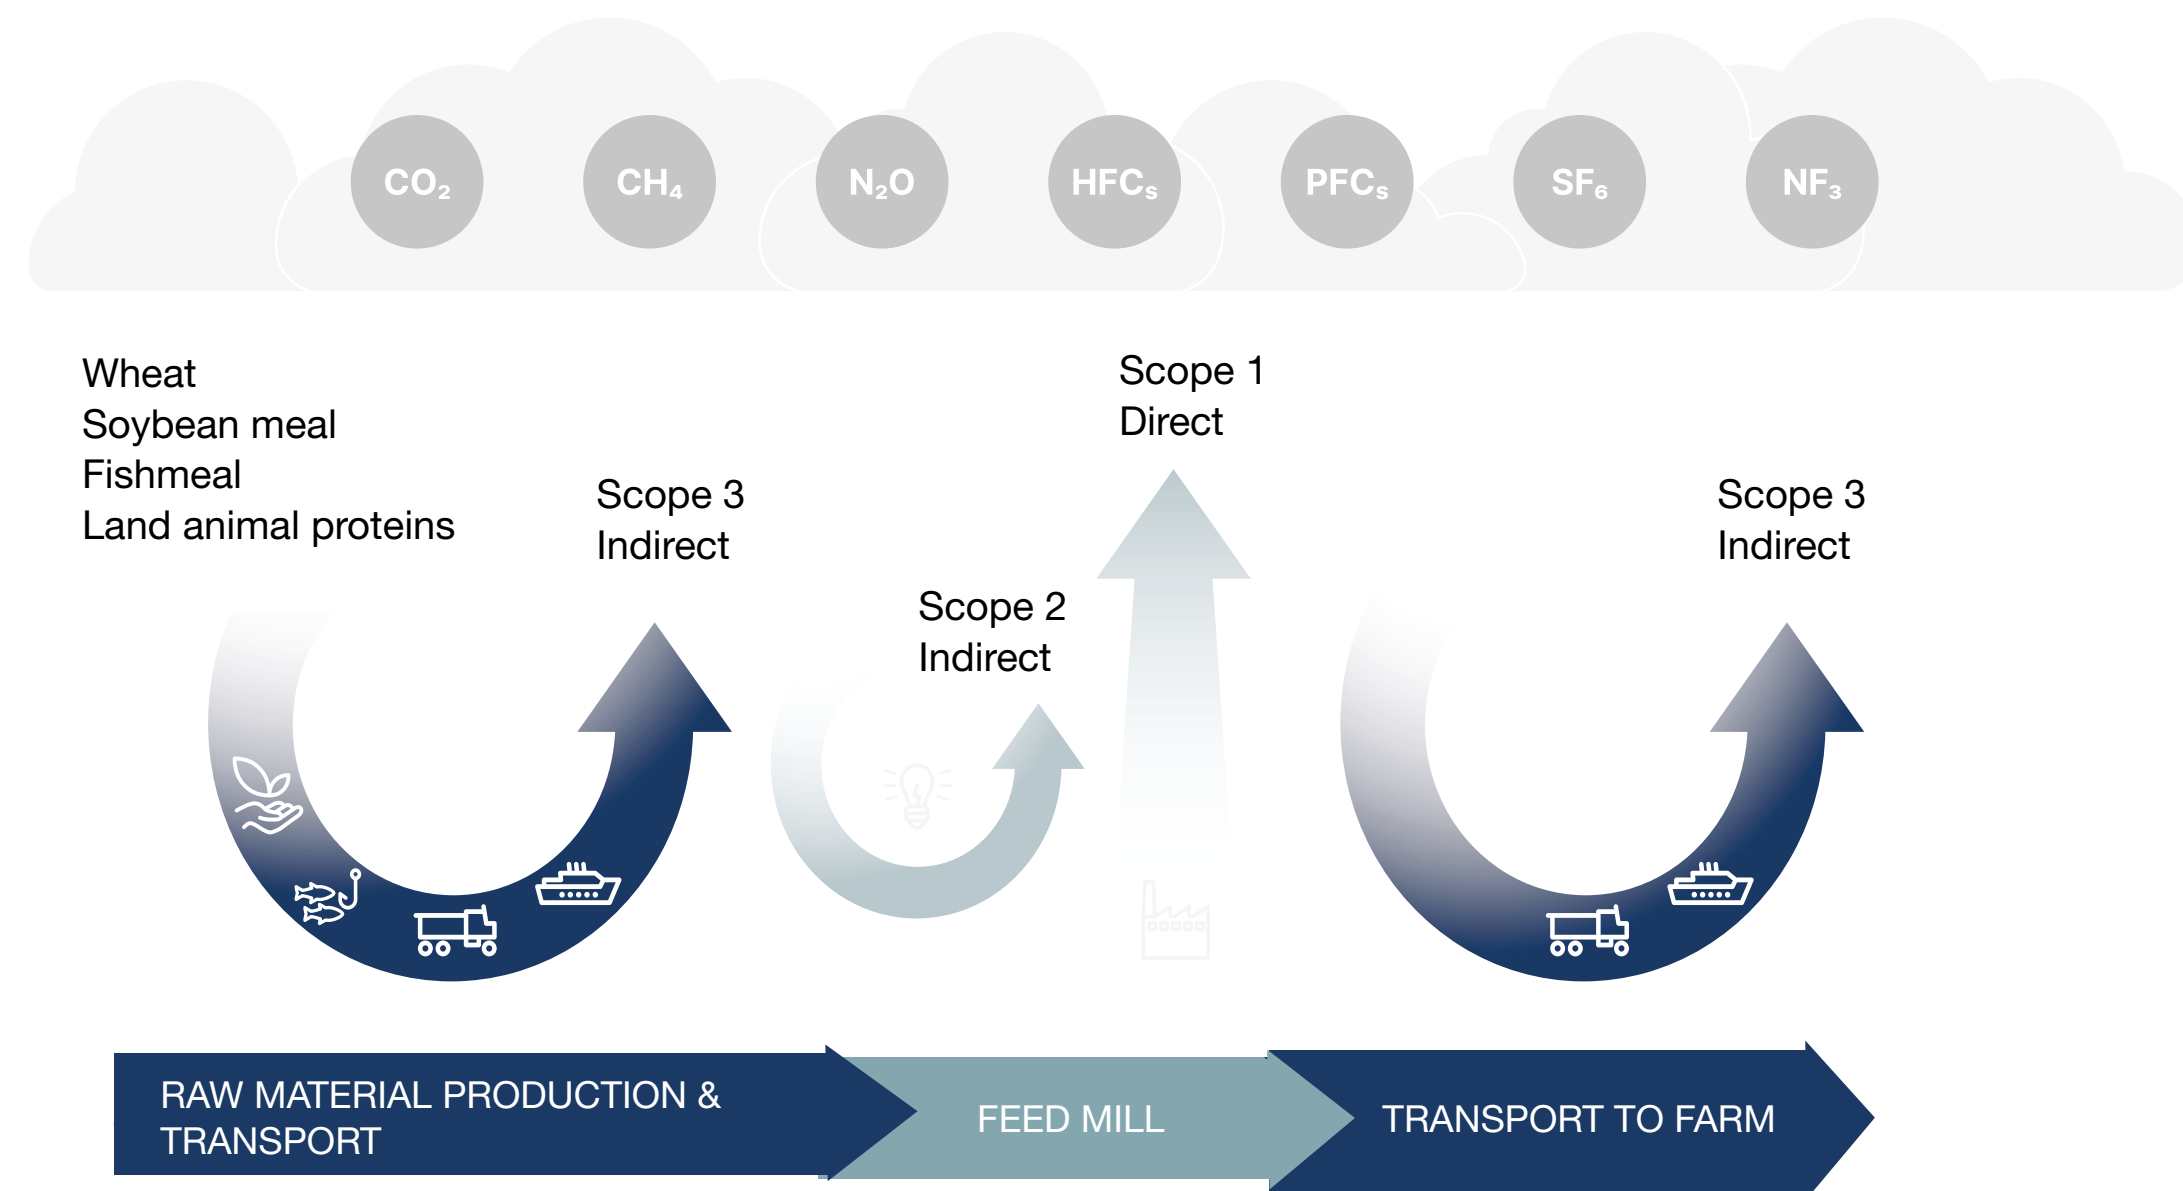 CO₂
CH₄
N₂O
HFCs
PFCs
SF₆
NF₃
Wheat
Soybean meal
Fishmeal
Land animal proteins
Scope 3
Indirect
Scope 2
Indirect
Scope 1
Direct
Scope 3
Indirect
RAW MATERIAL PRODUCTION &
TRANSPORT
FEED MILL
TRANSPORT TO FARM